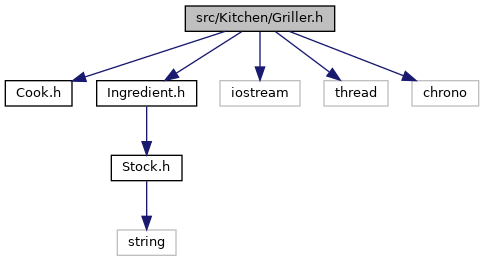 src/Kitchen/Griller.h
Cook.h
Ingredient.h
iostream
thread
chrono
Stock.h
string